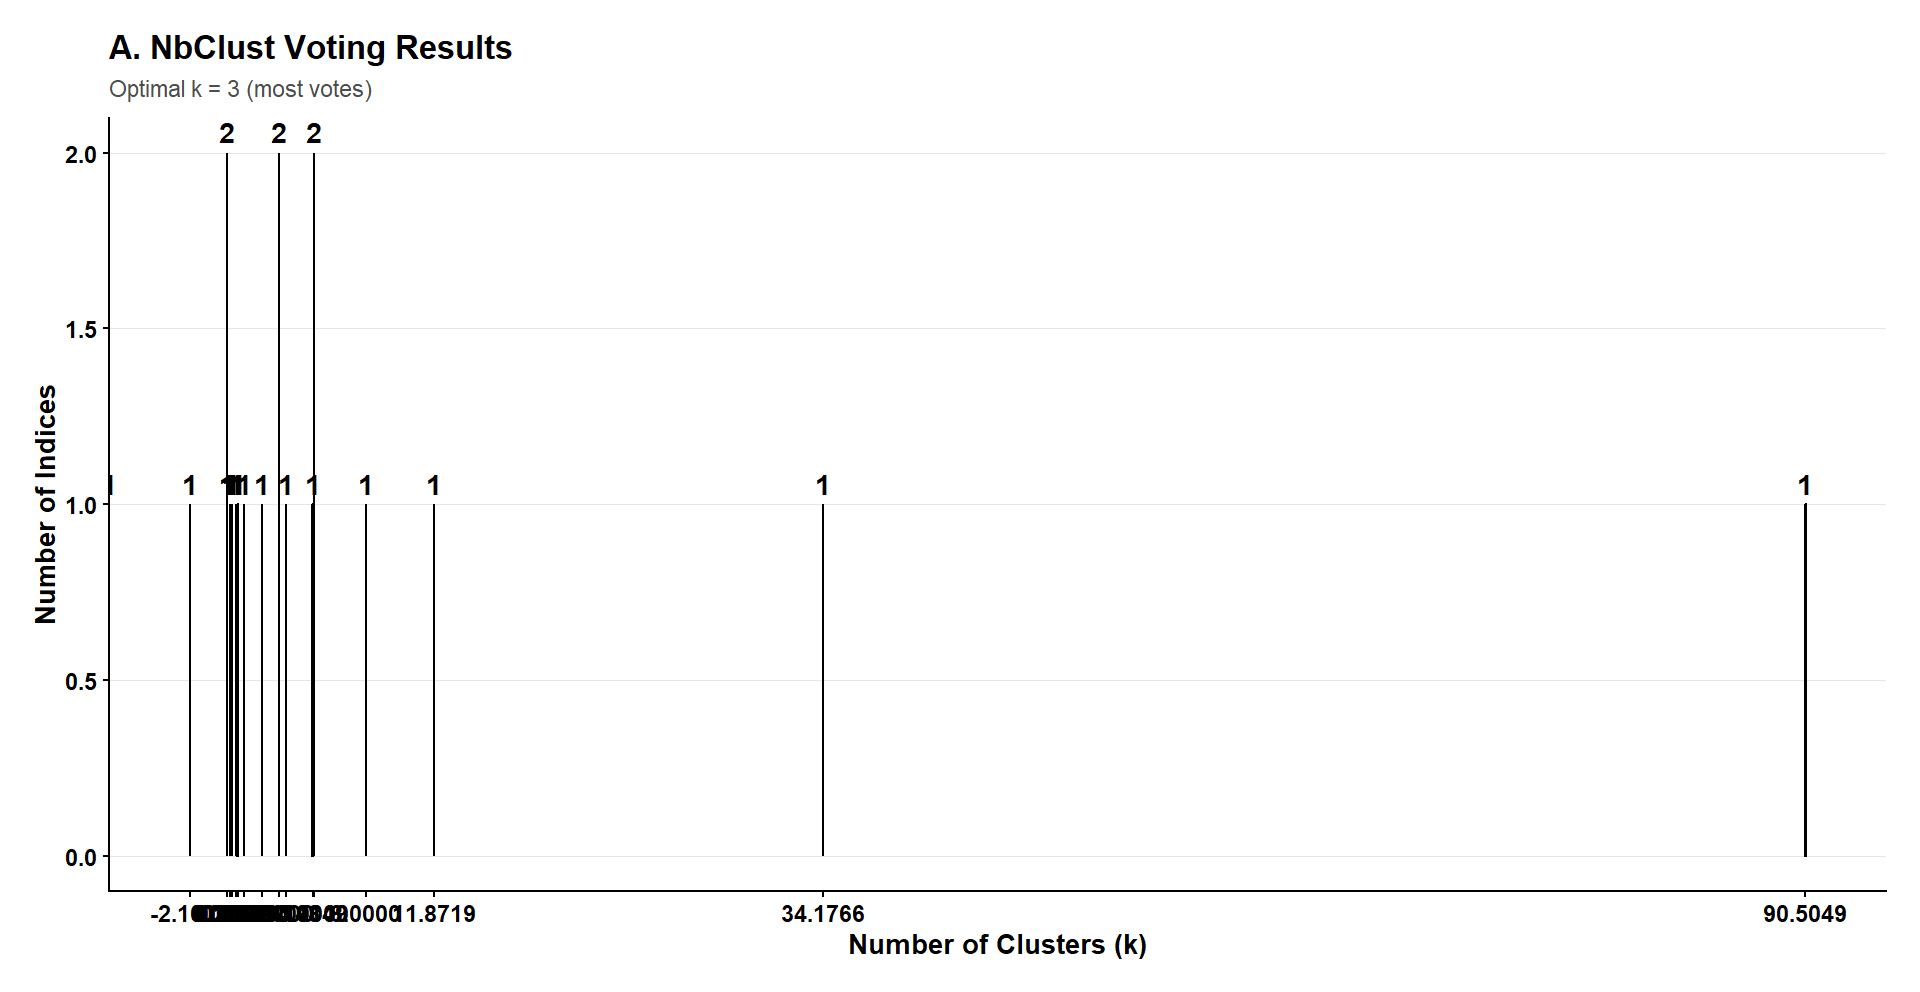 A. NbClust Voting Results
Optimal k = 3 (most votes)
2 2 2
2.0
1.5
1 1 1 1 1 1 1 1 1 1
1.0
0.5
0.0
11.8719 34.1766 90.5049
Number of Clusters (k)
Number of Indices